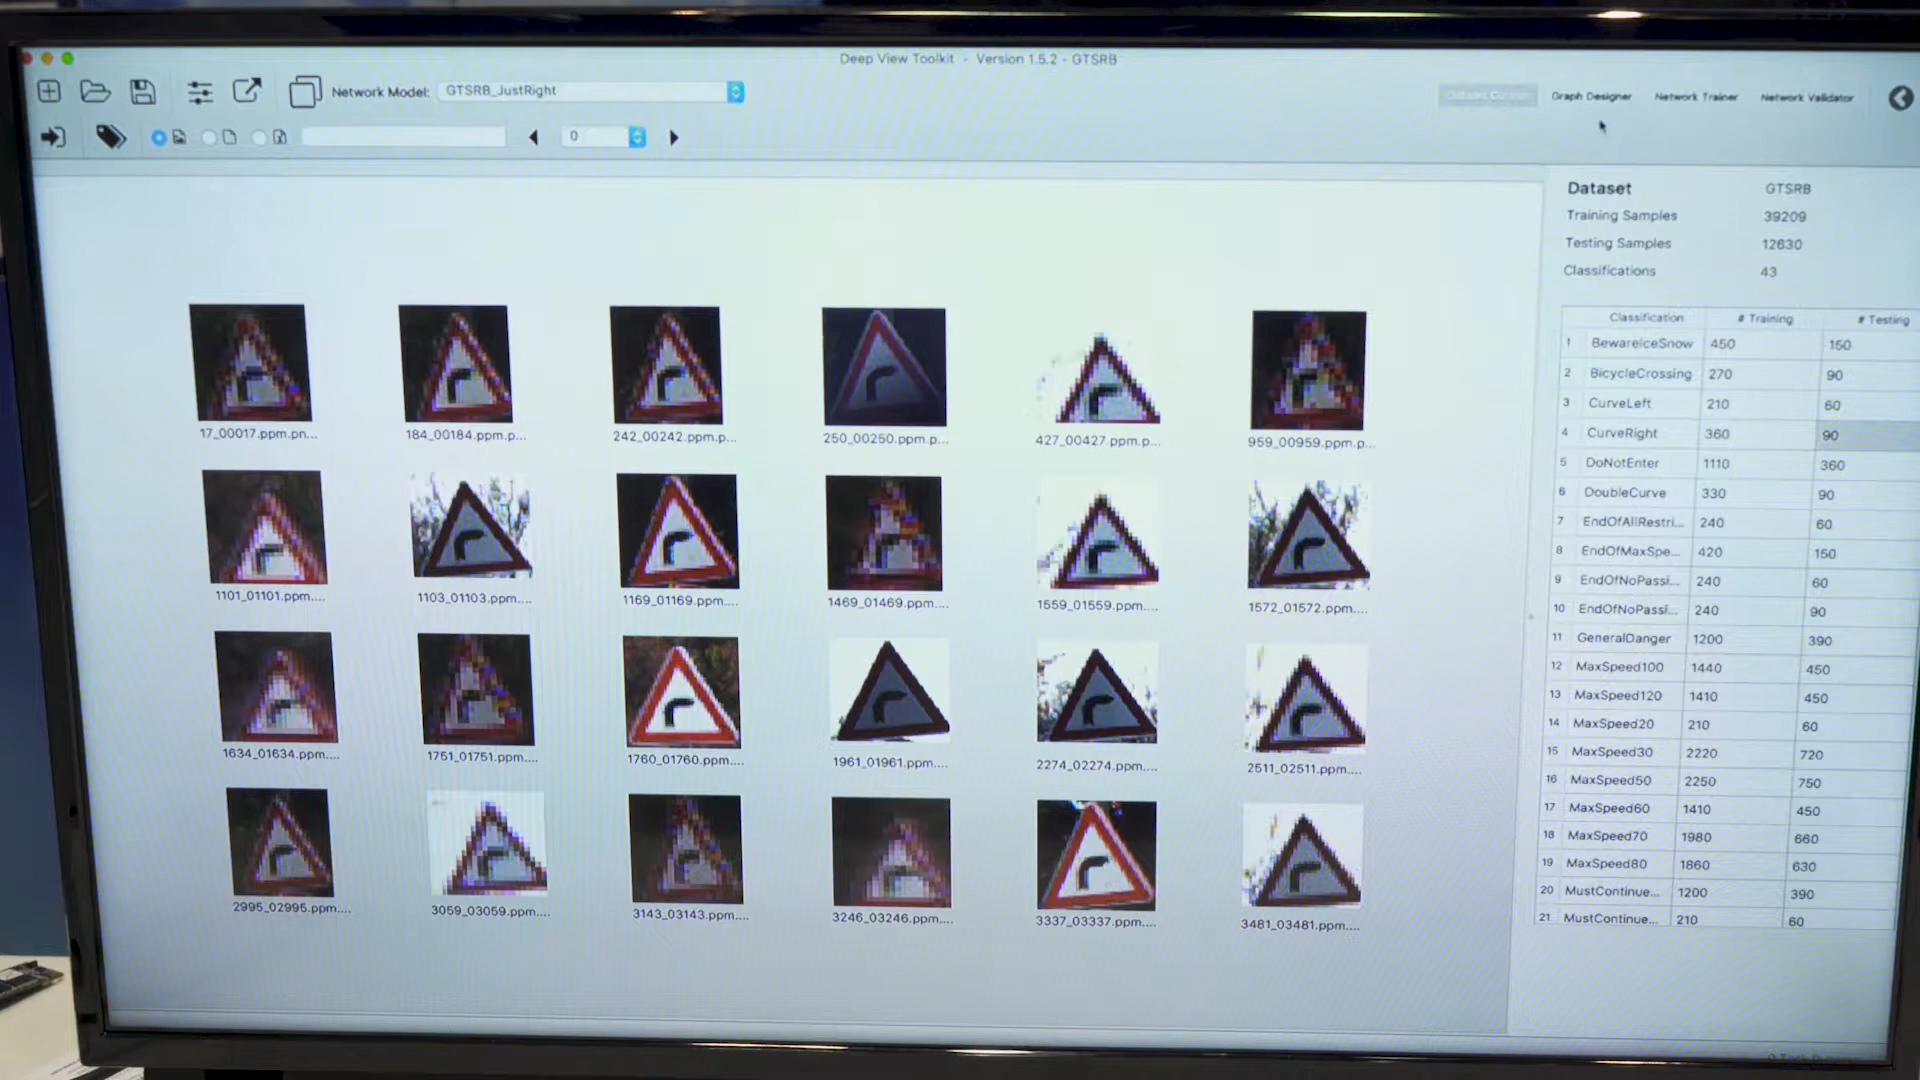 Deep View Toolkit - Version 1.5.2 - GTSRB
Network Model: GTSRB_JustRight
Dataset Curator Graph Designer Network Trainer Network Validator
0
Dataset GTSRB
Training Samples 39209
Testing Samples 12630
Classifications 43
Classification # Training # Testing
1 BewareIceSnow 450 150
2 BicycleCrossing 270 90
3 CurveLeft 210 60
4 CurveRight 360 90
5 DoNotEnter 1110 360
6 DoubleCurve 330 90
7 EndOfAllRestri... 240 60
8 EndOfMaxSpe... 420 150
9 EndOfNoPassi... 240 60
10 EndOfNoPassi... 240 90
11 GeneralDanger 1200 390
12 MaxSpeed100 1440 450
13 MaxSpeed120 1410 450
14 MaxSpeed20 210 60
15 MaxSpeed30 2220 720
16 MaxSpeed50 2250 750
17 MaxSpeed60 1410 450
18 MaxSpeed70 1980 660
19 MaxSpeed80 1860 630
20 MustContinue... 1200 390
21 MustContinue... 210 60
17_00017.ppm.pn... 184_00184.ppm.p... 242_00242.ppm.p... 250_00250.ppm.p... 427_00427.ppm.p... 959_00959.ppm.p...
1101_01101.ppm.... 1103_01103.ppm.... 1169_01169.ppm.... 1469_01469.ppm.... 1559_01559.ppm.... 1572_01572.ppm....
1634_01634.ppm.... 1751_01751.ppm.... 1760_01760.ppm.... 1961_01961.ppm.... 2274_02274.ppm.... 2511_02511.ppm....
2995_02995.ppm.... 3059_03059.ppm.... 3143_03143.ppm.... 3246_03246.ppm.... 3337_03337.ppm.... 3481_03481.ppm....